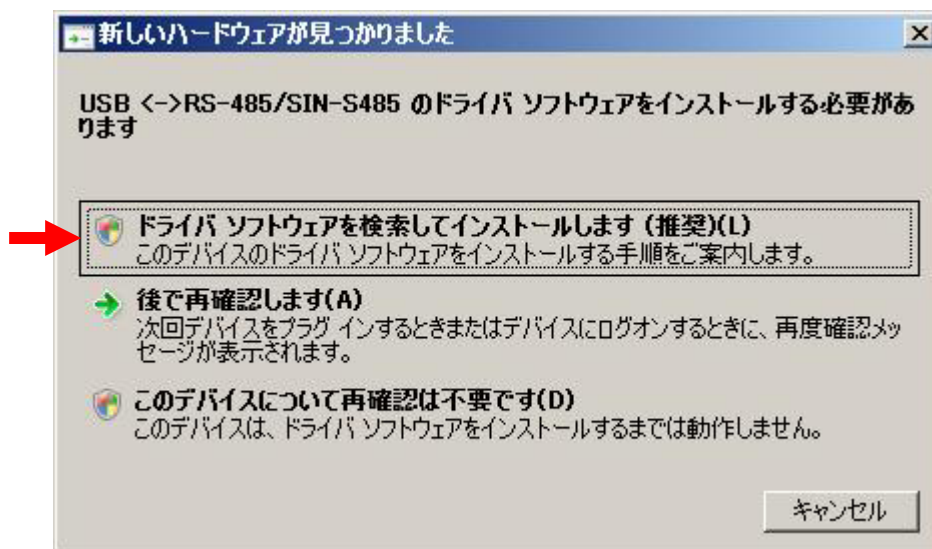 新しいハードウェアが見つかりました
USB <->RS-485/SIN-S485 のドライバ ソフトウェアをインストールする必要があ
ります
ドライバ ソフトウェアを検索してインストールします (推奨)(L)
このデバイスのドライバ ソフトウェアをインストールする手順をご案内します。
後で再確認します(A)
次回デバイスをプラグ インするときまたはデバイスにログオンするときに、再度確認メッ
セージが表示されます。
このデバイスについて再確認は不要です(D)
このデバイスは、ドライバ ソフトウェアをインストールするまでは動作しません。
キャンセル